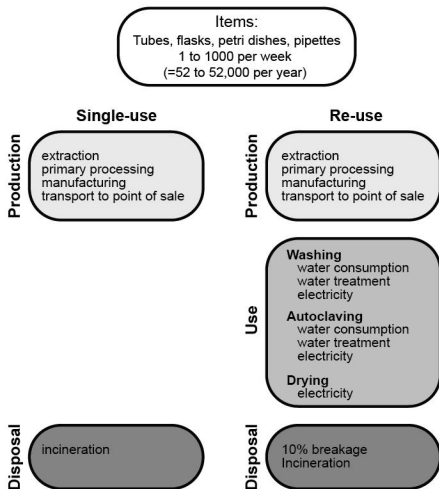 Items:
Tubes, flasks, petri dishes, pipettes
1 to 1000 per week
(=52 to 52,000 per year)
Single-use
Production
extraction
primary processing
manufacturing
transport to point of sale
Disposal
incineration
Re-use
Production
extraction
primary processing
manufacturing
transport to point of sale
Use
Washing
water consumption
water treatment
electricity
Autoclaving
water consumption
water treatment
electricity
Drying
electricity
Disposal
10% breakage
Incineration